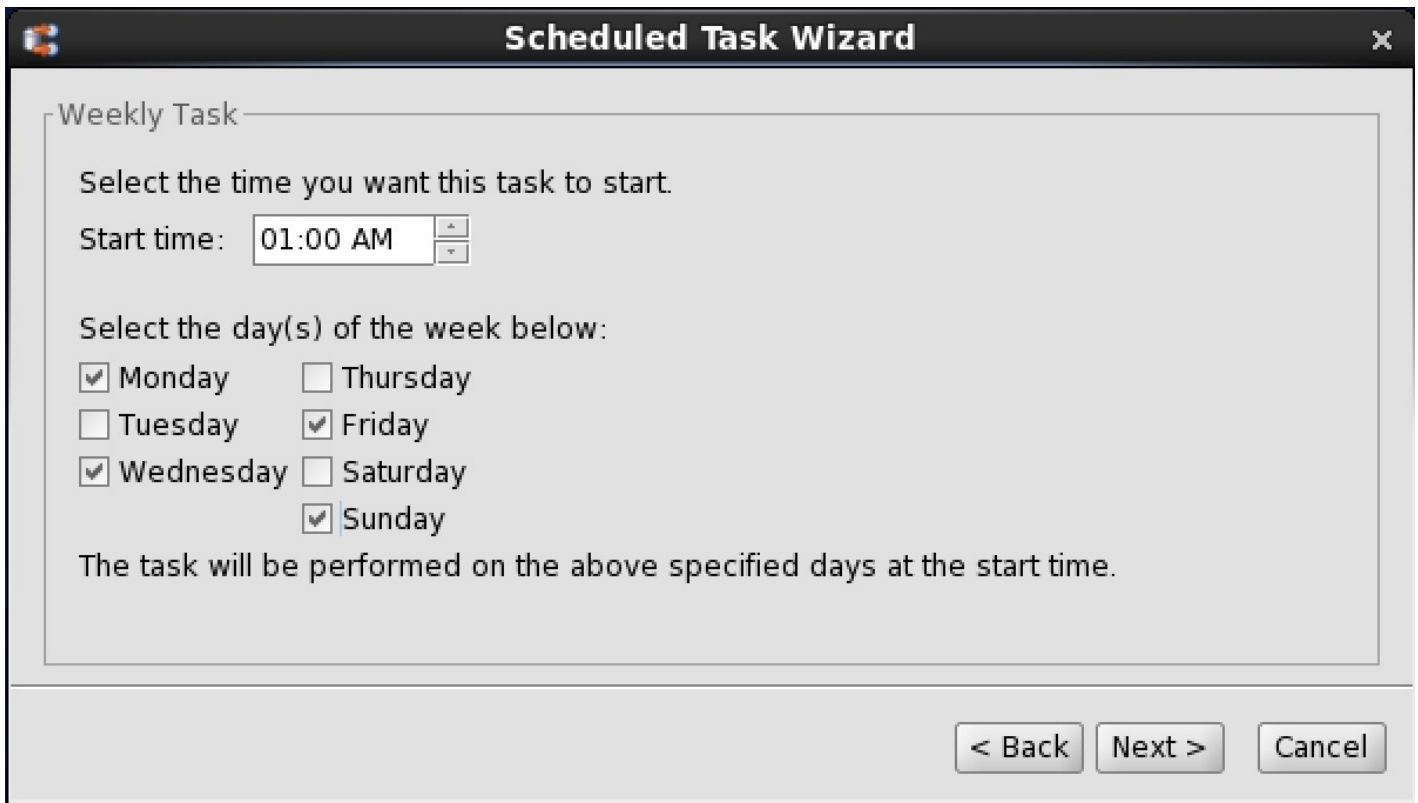 Scheduled Task Wizard
Weekly Task
Select the time you want this task to start.
Start time: 01:00 AM
Select the day(s) of the week below:
Monday Thursday
Tuesday Friday
Wednesday Saturday
Sunday
The task will be performed on the above specified days at the start time.
< Back Next > Cancel